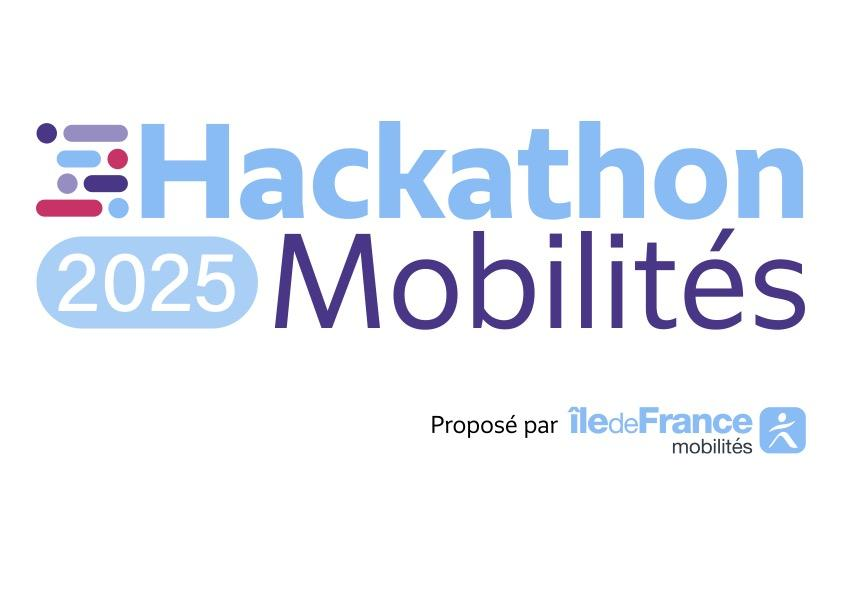 Hackathon
2025 Mobilités
Proposé par îledeFrance
mobilités